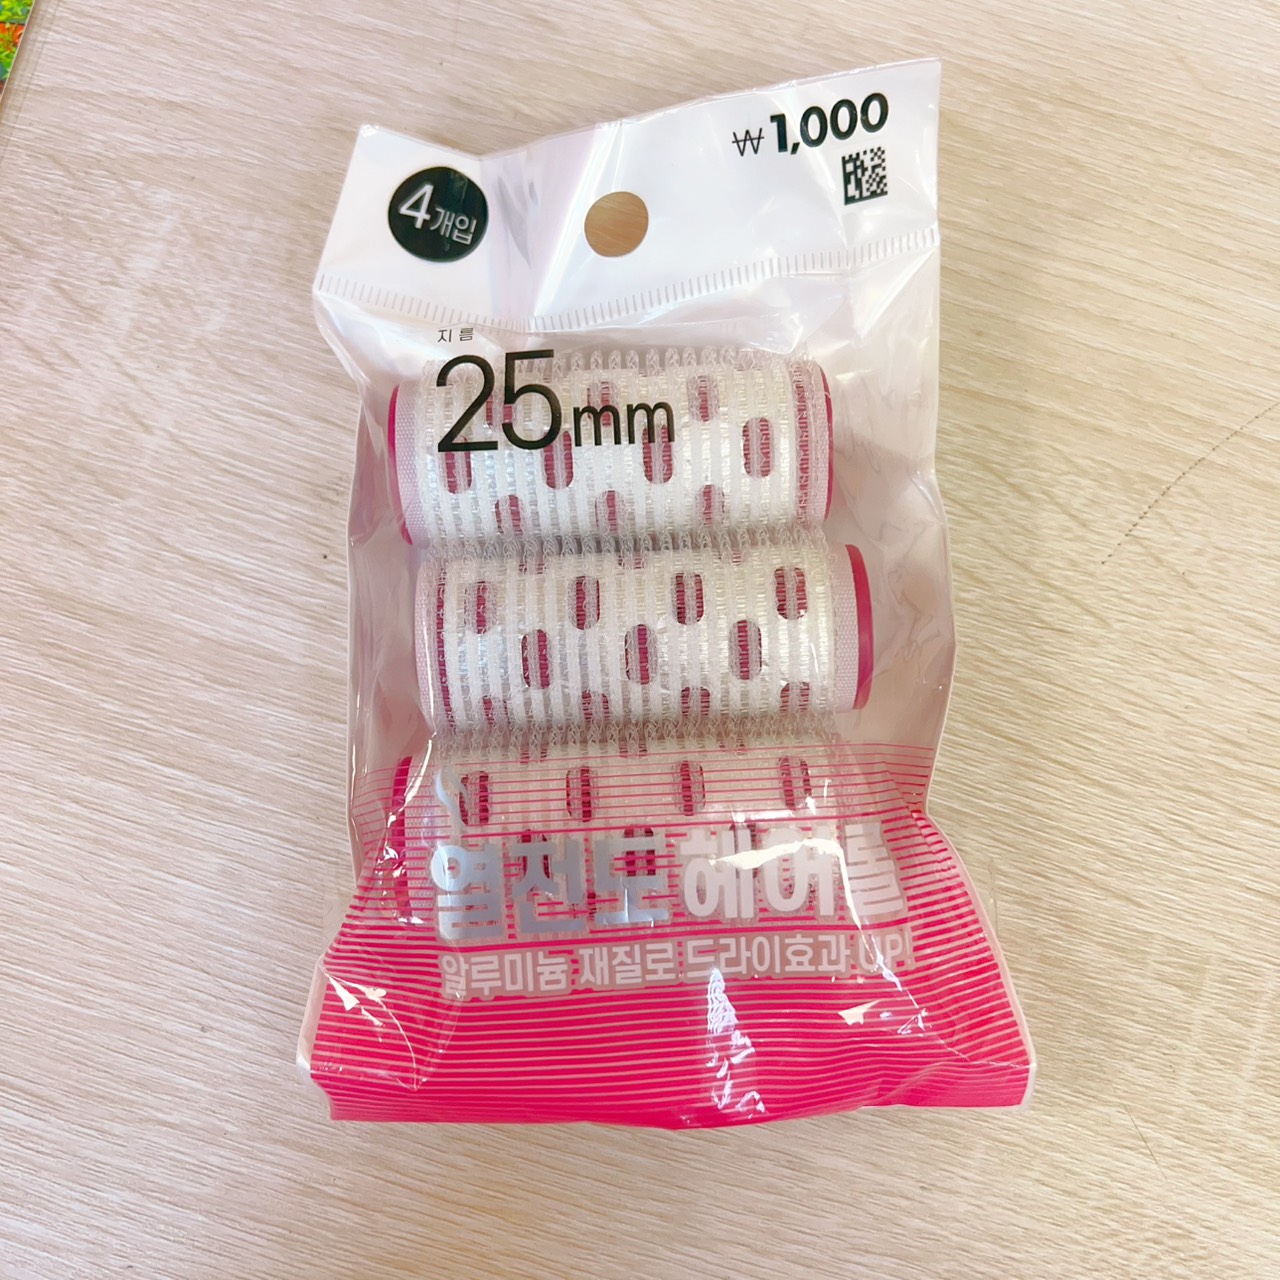 ₩1,000
4개입
지름
25mm
열전도 헤어롤
알루미늄 재질로 드라이효과 UP!